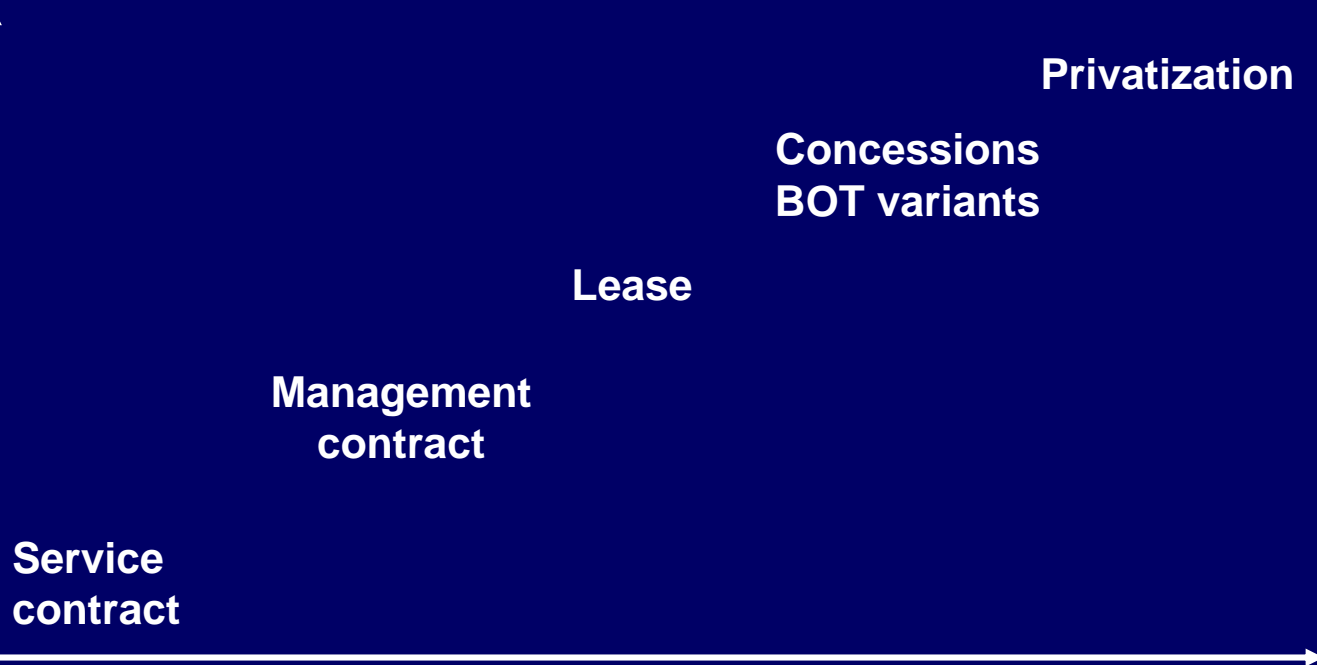 Privatization
Concessions
BOT variants
Lease
Management
contract
Service
contract